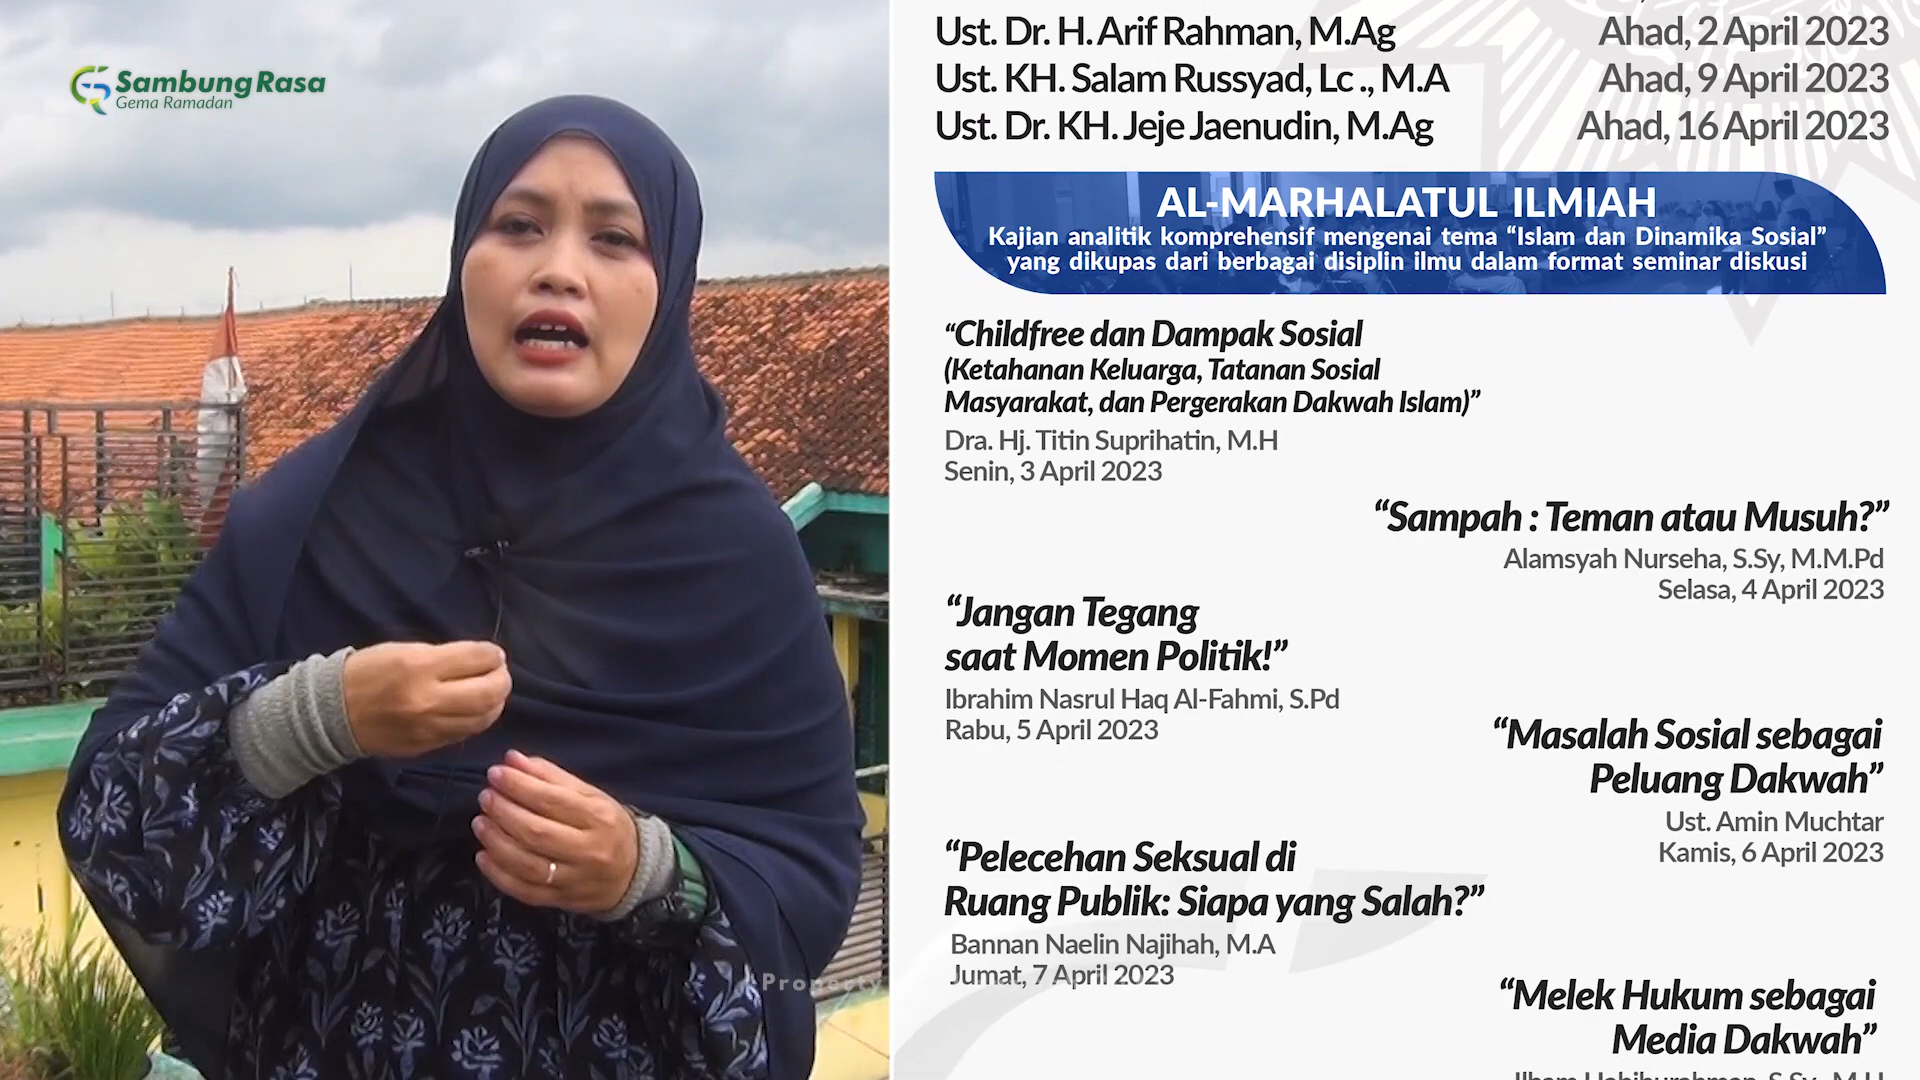 SambungRasa
Gema Ramadan
Ust. Dr. H. Arif Rahman, M.Ag
Ahad, 2 April 2023
Ust. KH. Salam Russyad, Lc ., M.A
Ahad, 9 April 2023
Ust. Dr. KH. Jeje Jaenudin, M.Ag
Ahad, 16 April 2023
AL-MARHALATUL ILMIAH
Kajian analitik komprehensif mengenai tema “Islam dan Dinamika Sosial”
yang dikupas dari berbagai disiplin ilmu dalam format seminar diskusi
“Childfree dan Dampak Sosial
(Ketahanan Keluarga, Tatanan Sosial
Masyarakat, dan Pergerakan Dakwah Islam)”
Dra. Hj. Titin Suprihatin, M.H
Senin, 3 April 2023
“Sampah : Teman atau Musuh?”
Alamsyah Nurseha, S.Sy, M.M.Pd
Selasa, 4 April 2023
“Jangan Tegang
saat Momen Politik!”
Ibrahim Nasrul Haq Al-Fahmi, S.Pd
Rabu, 5 April 2023
“Masalah Sosial sebagai
Peluang Dakwah”
Ust. Amin Muchtar
Kamis, 6 April 2023
“Pelecehan Seksual di
Ruang Publik: Siapa yang Salah?”
Bannan Naelin Najihah, M.A
Jumat, 7 April 2023
Property
“Melek Hukum sebagai
Media Dakwah”